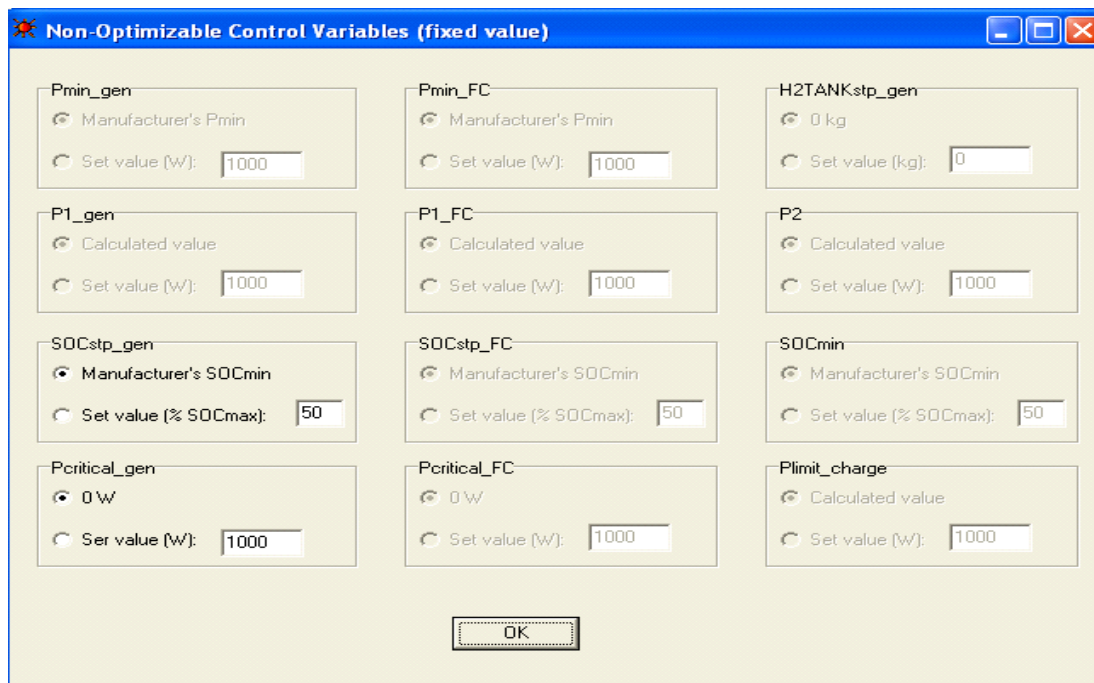 Non-Optimizable Control Variables (fixed value)
Pmin_gen
Manufacturer's Pmin
Set value (W): 1000
Pmin_FC
Manufacturer's Pmin
Set value (W): 1000
H2TANKstp_gen
0 kg
Set value (kg): 0
P1_gen
Calculated value
Set value (W): 1000
P1_FC
Calculated value
Set value (W): 1000
P2
Calculated value
Set value (W): 1000
SOCstp_gen
Manufacturer's SOCmin
Set value (% SOCmax): 50
SOCstp_FC
Manufacturer's SOCmin
Set value (% SOCmax): 50
SOCmin
Manufacturer's SOCmin
Set value (% SOCmax): 50
Pcritical_gen
0 W
Ser value (W): 1000
Pcritical_FC
0 W
Set value (W): 1000
Plimit_charge
Calculated value
Set value (W): 1000
OK